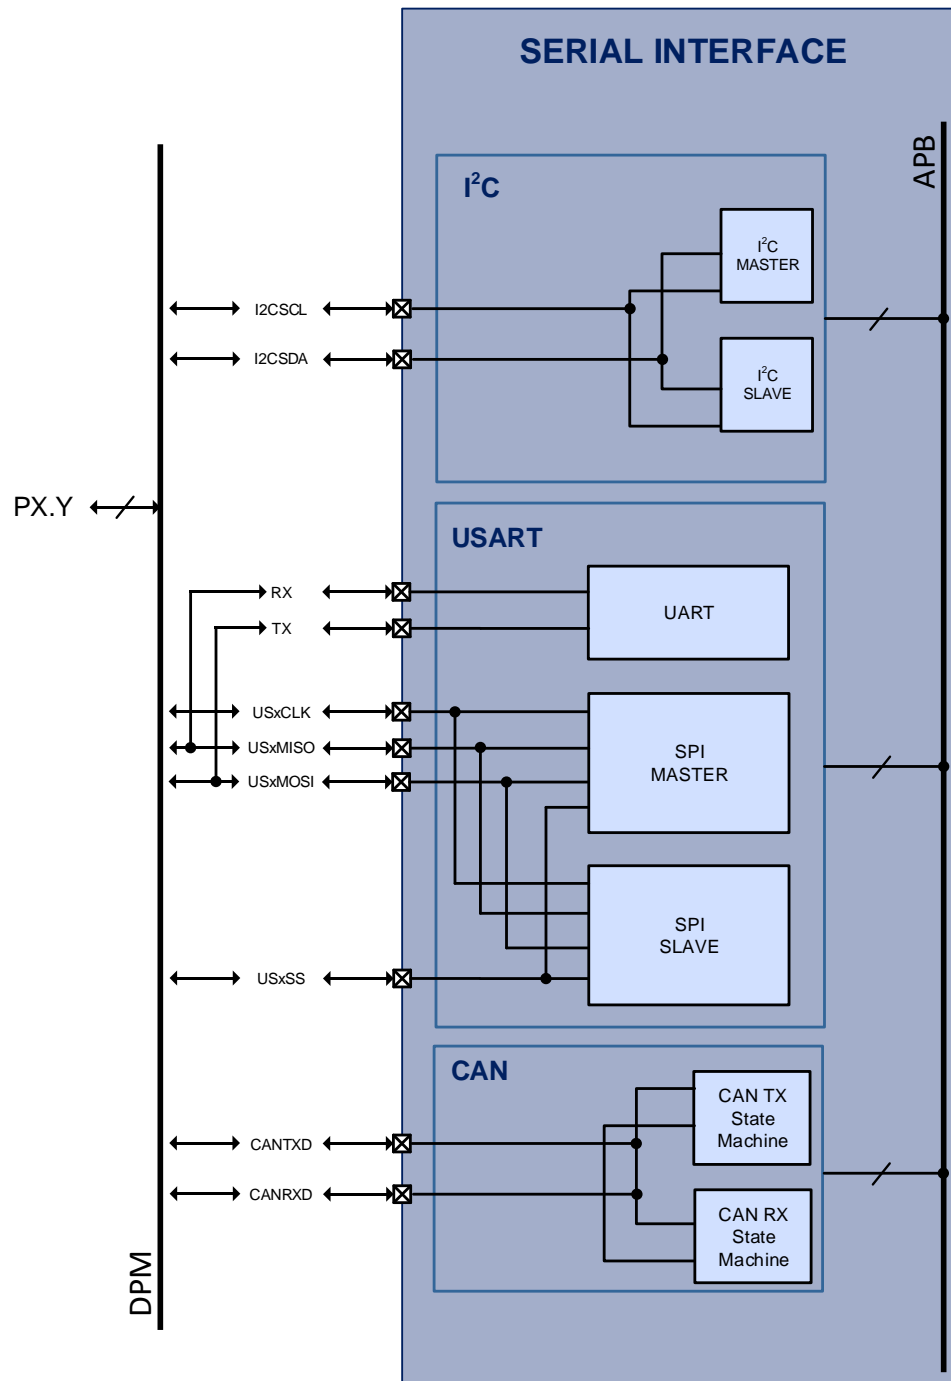 SERIAL INTERFACE
APB
I²C
I²C
MASTER
I2CSCL
I2CSDA
I²C
SLAVE
PX.Y
USART
RX
UART
TX
USxCLK
USxMISO
SPI
MASTER
USxMOSI
SPI
SLAVE
USxSS
CAN
CAN TX
State
Machine
CANTXD
CANRXD
CAN RX
State
Machine
DPM